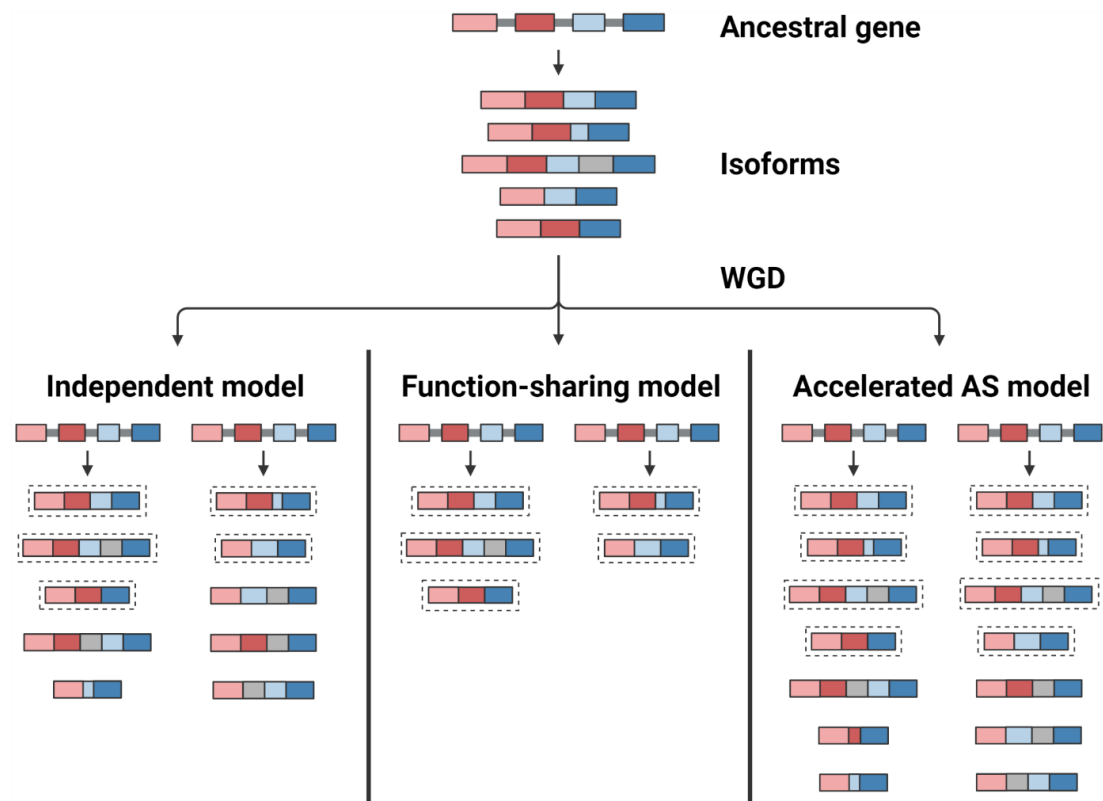 Ancestral gene
Isoforms
WGD
Independent model
Function-sharing model
Accelerated AS model